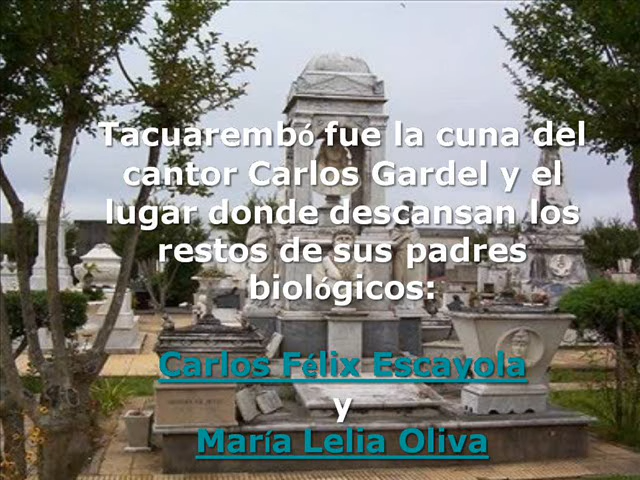 Tacuarembó fue la cuna del
cantor Carlos Gardel y el
lugar donde descansan los
restos de sus padres
biológicos:
Carlos Félix Escayola
y
María Lelia Oliva